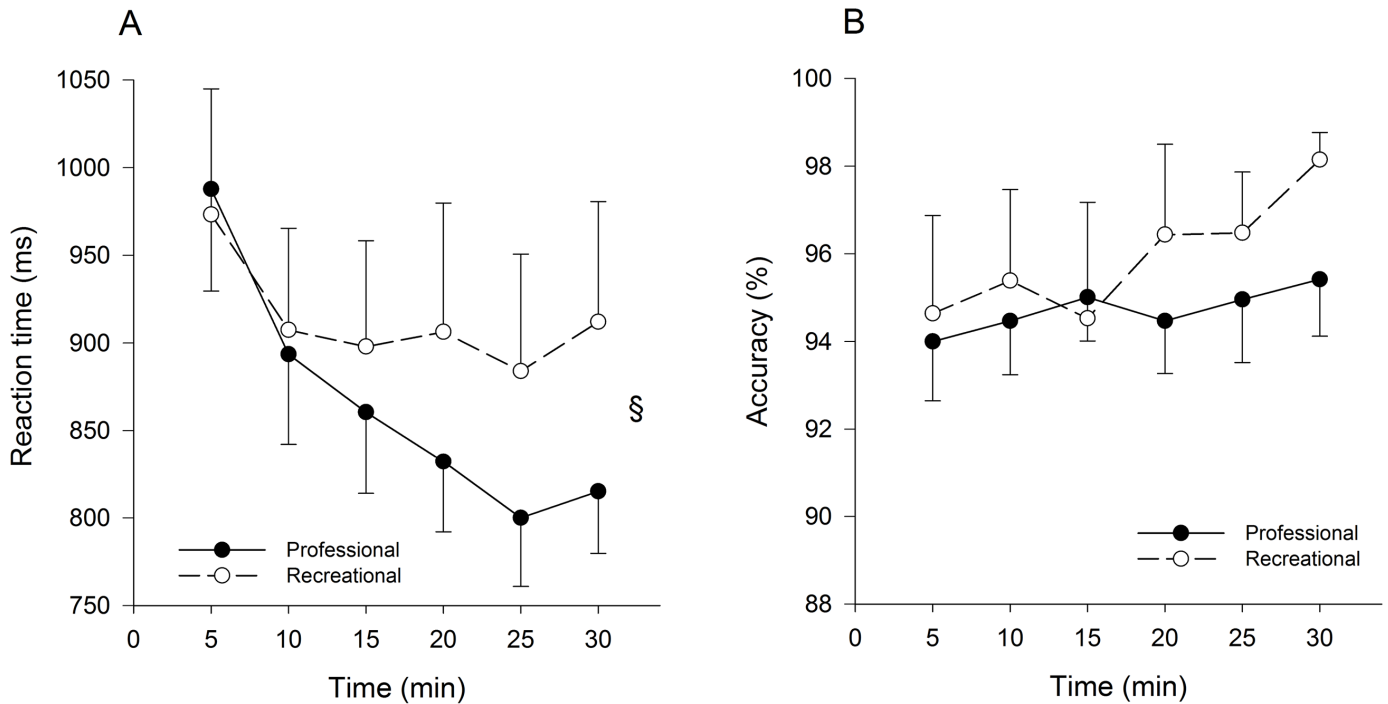 A
Reaction time (ms)
1050
1000
950
900
850
800
750
0 5 10 15 20 25 30
Time (min)
§
Professional
Recreational
B
Accuracy (%)
100
98
96
94
92
90
88
0 5 10 15 20 25 30
Time (min)
Professional
Recreational